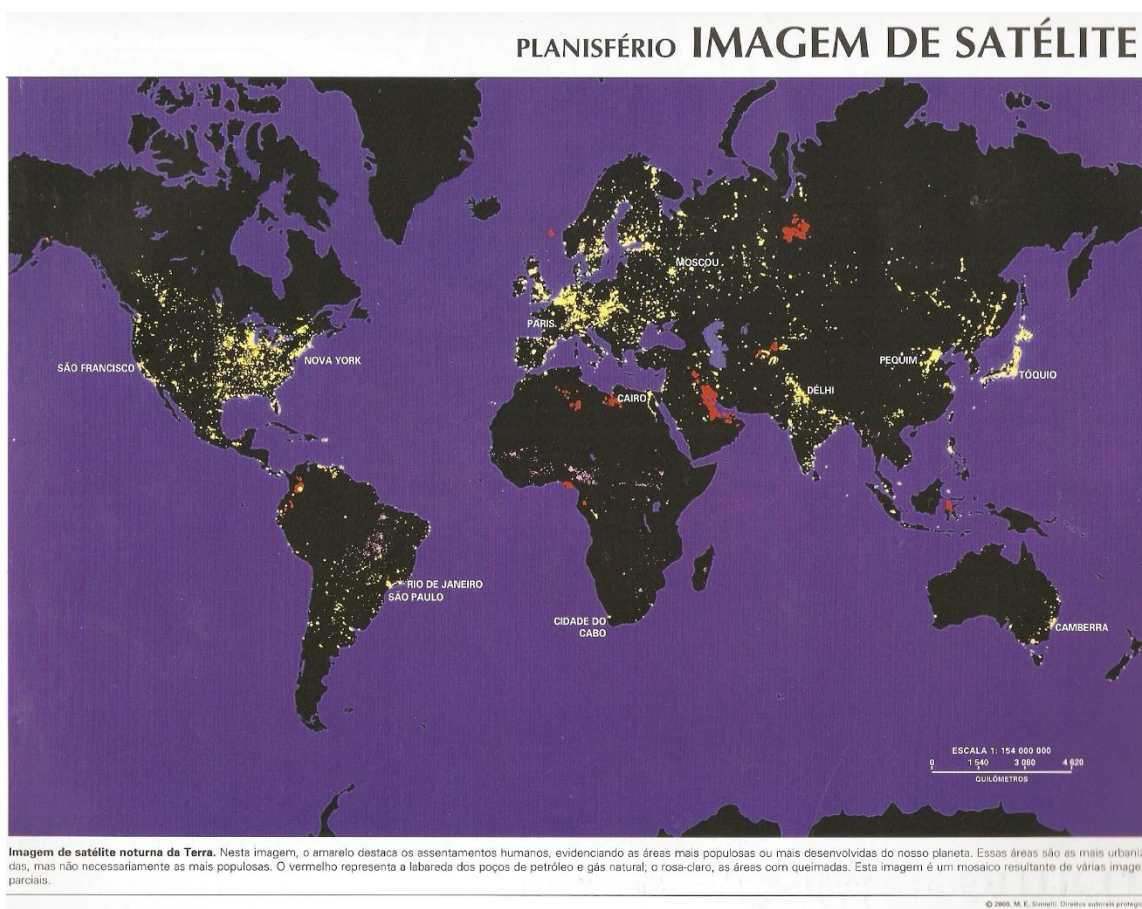 PLANISFÉRIO IMAGEM DE SATÉLITE
MOSCOU
PARIS
NOVA YORK
SÃO FRANCISCO
PEQUIM
TÓQUIO
DÉLHI
CAIRO
RIO DE JANEIRO
SÃO PAULO
CIDADE DO
CABO
CAMBERRA
ESCALA 1: 154 000 000
0 1 540 3 080 4 620
QUILÔMETROS
Imagem de satélite noturna da Terra. Nesta imagem, o amarelo destaca os assentamentos humanos, evidenciando as áreas mais populosas ou mais desenvolvidas do nosso planeta. Essas áreas são as mais urbani
das, mas não necessariamente as mais populosas. O vermelho representa a labareda dos poços de petróleo e gás natural; o rosa-claro, as áreas com queimadas. Esta imagem é um mosaico resultante de várias image
parciais.
© 2009, M. E. Simielli. Direitos autorais protegi